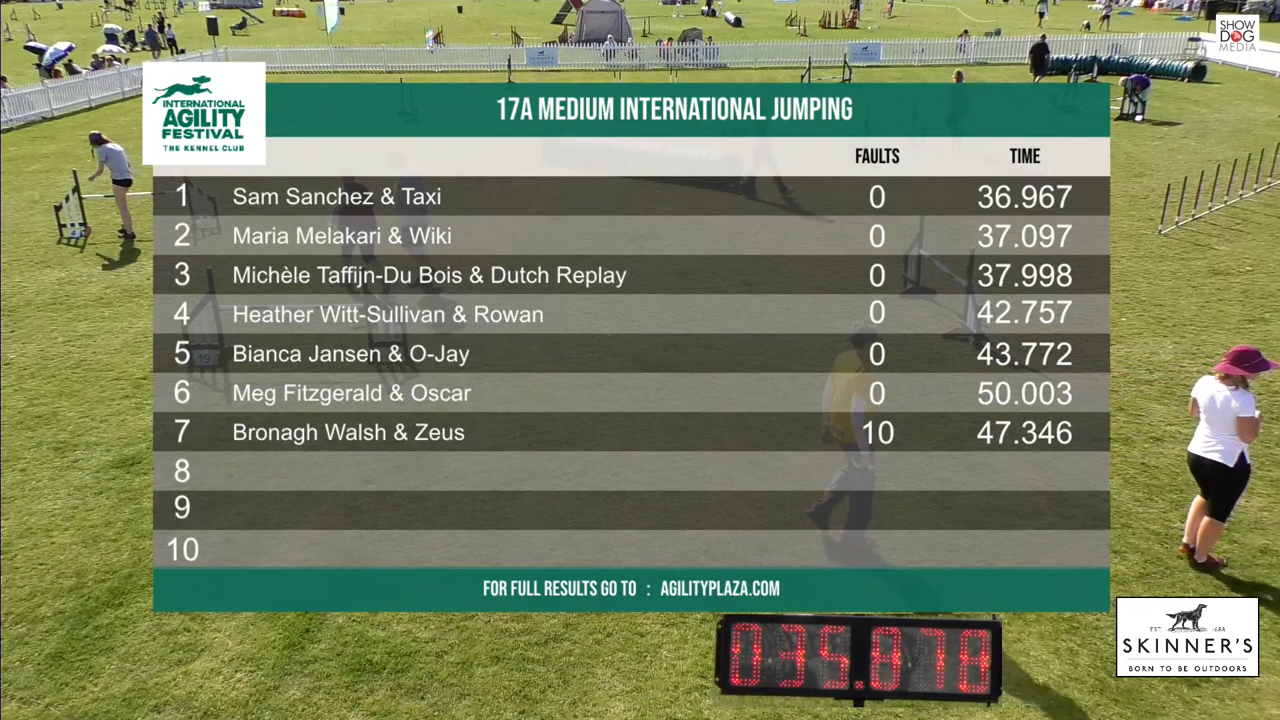 SHOW
DOG
MEDIA
INTERNATIONAL
AGILITY
FESTIVAL
THE KENNEL CLUB
17A MEDIUM INTERNATIONAL JUMPING
FAULTS TIME
1 Sam Sanchez & Taxi 0 36.967
2 Maria Melakari & Wiki 0 37.097
3 Michèle Taffijn-Du Bois & Dutch Replay 0 37.998
4 Heather Witt-Sullivan & Rowan 0 42.757
5 Bianca Jansen & O-Jay 0 43.772
6 Meg Fitzgerald & Oscar 0 50.003
7 Bronagh Walsh & Zeus 10 47.346
8
9
10
FOR FULL RESULTS GO TO : AGILITYPLAZA.COM
4
19
035.878
SKINNER'S
BORN TO BE OUTDOORS